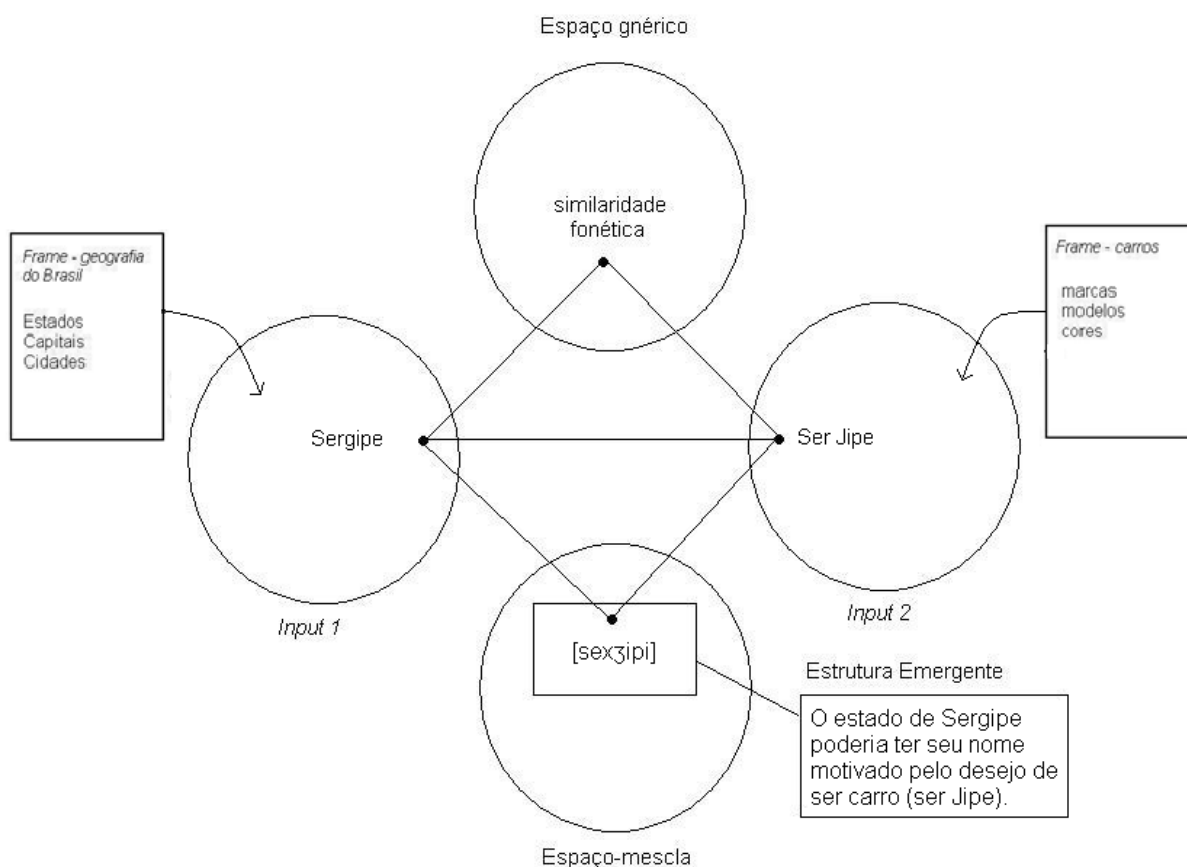 Espaço gnérico
similaridade
fonética
Frame - geografia
do Brasil
Estados
Capitais
Cidades
Frame - carros
marcas
modelos
cores
Sergipe
Ser Jipe
Input 1
Input 2
[sexʒipi]
Estrutura Emergente
O estado de Sergipe
poderia ter seu nome
motivado pelo desejo de
ser carro (ser Jipe).
Espaço-mescla